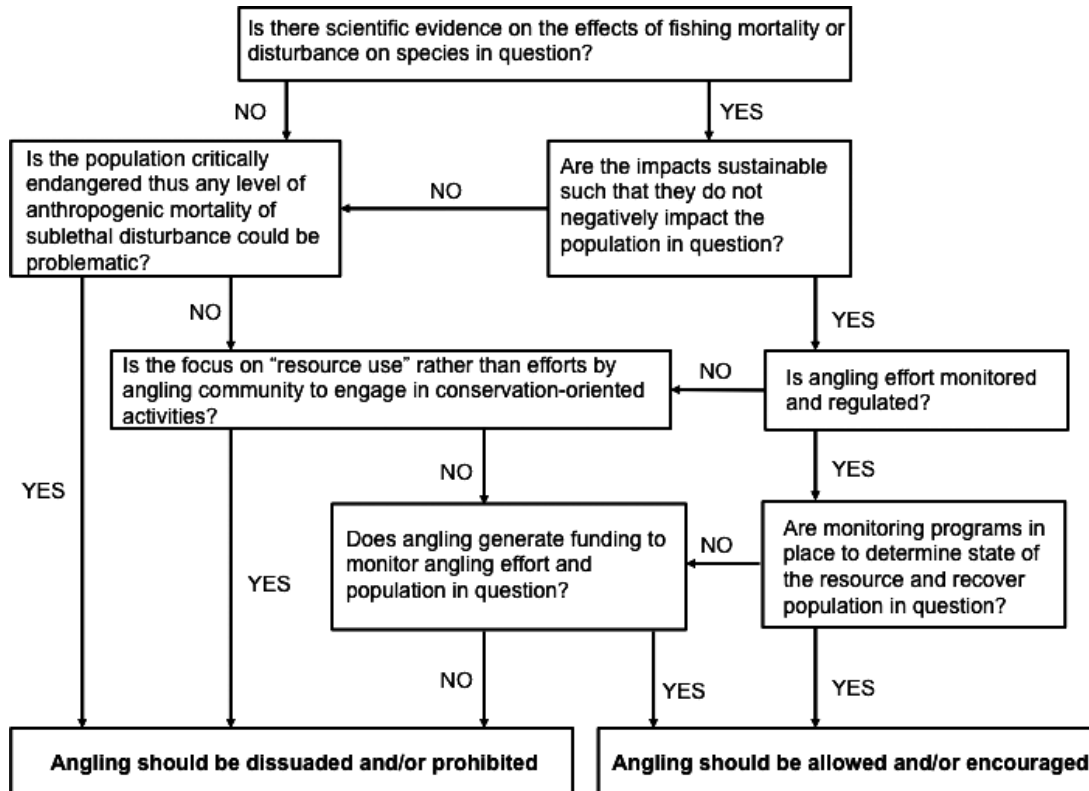 Is there scientific evidence on the effects of fishing mortality or
disturbance on species in question?
NO
YES
Is the population critically
endangered thus any level of
anthropogenic mortality of
sublethal disturbance could be
problematic?
NO
Are the impacts sustainable
such that they do not
negatively impact the
population in question?
NO
YES
Is the focus on “resource use” rather than efforts by
angling community to engage in conservation-oriented
activities?
NO
Is angling effort monitored
and regulated?
YES
NO
YES
YES
Does angling generate funding to
monitor angling effort and
population in question?
NO
Are monitoring programs in
place to determine state of
the resource and recover
population in question?
NO
YES
YES
Angling should be dissuaded and/or prohibited
Angling should be allowed and/or encouraged